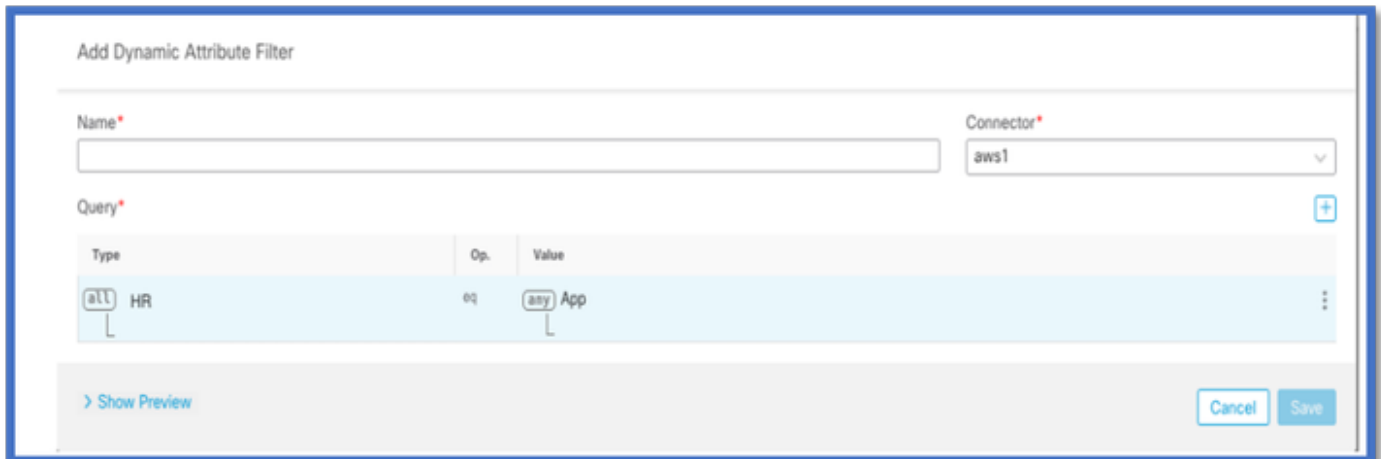 Add Dynamic Attribute Filter
Name* Connector*
aws1
Query*
Type Op. Value
all HR eq any App
> Show Preview Cancel Save